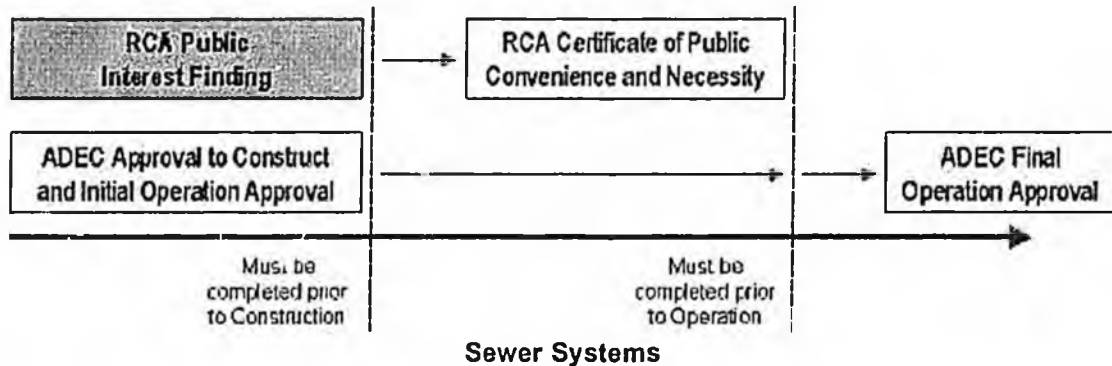 RCA Public
Interest Finding
RCA Certificate of Public
Convenience and Necessity
ADEC Approval to Construct
and Initial Operation Approval
ADEC Final
Operation Approval
Must be
completed prior
to Construction
Must be
completed prior
to Operation
Sewer Systems